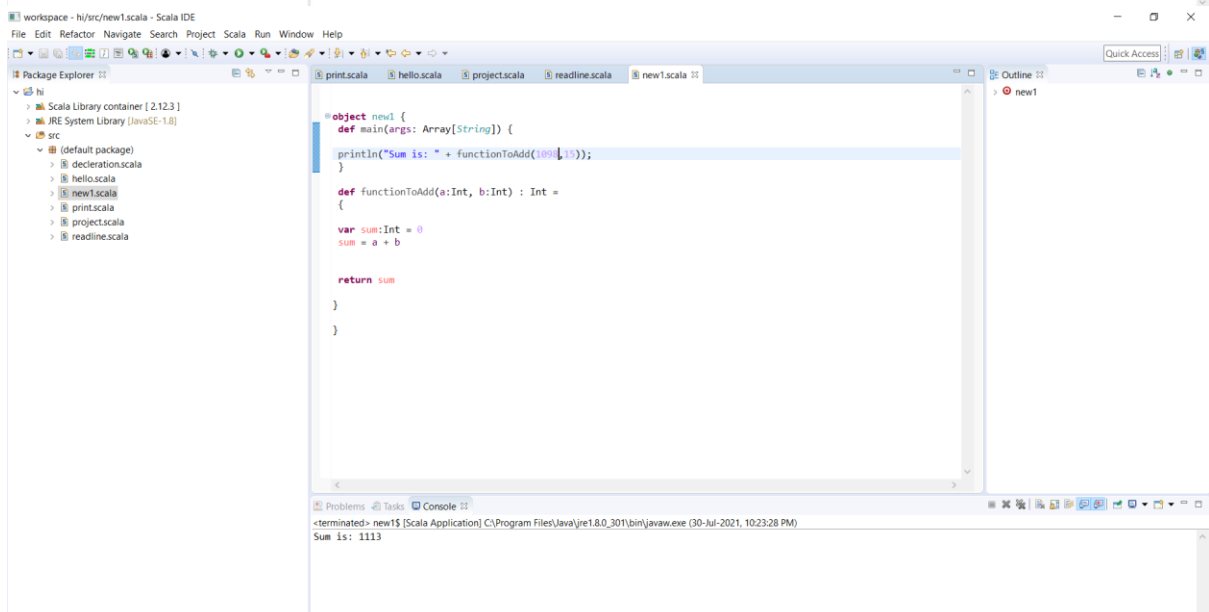 workspace - hi/src/new1.scala - Scala IDE
File Edit Refactor Navigate Search Project Scala Run Window Help
Quick Access
Package Explorer
hi
Scala Library container [ 2.12.3 ]
JRE System Library [JavaSE-1.8]
src
(default package)
decleration.scala
hello.scala
new1.scala
print.scala
project.scala
readline.scala
print.scala hello.scala project.scala readline.scala new1.scala
object new1 {
def main(args: Array[String]) {
println("Sum is: " + functionToAdd(1098,15));
}
def functionToAdd(a:Int, b:Int) : Int =
{
var sum:Int = 0
sum = a + b
return sum
}
}
Outline
new1
Problems Tasks Console
<terminated> new1$ [Scala Application] C:\Program Files\Java\jre1.8.0_301\bin\javaw.exe (30-Jul-2021, 10:23:28 PM)
Sum is: 1113